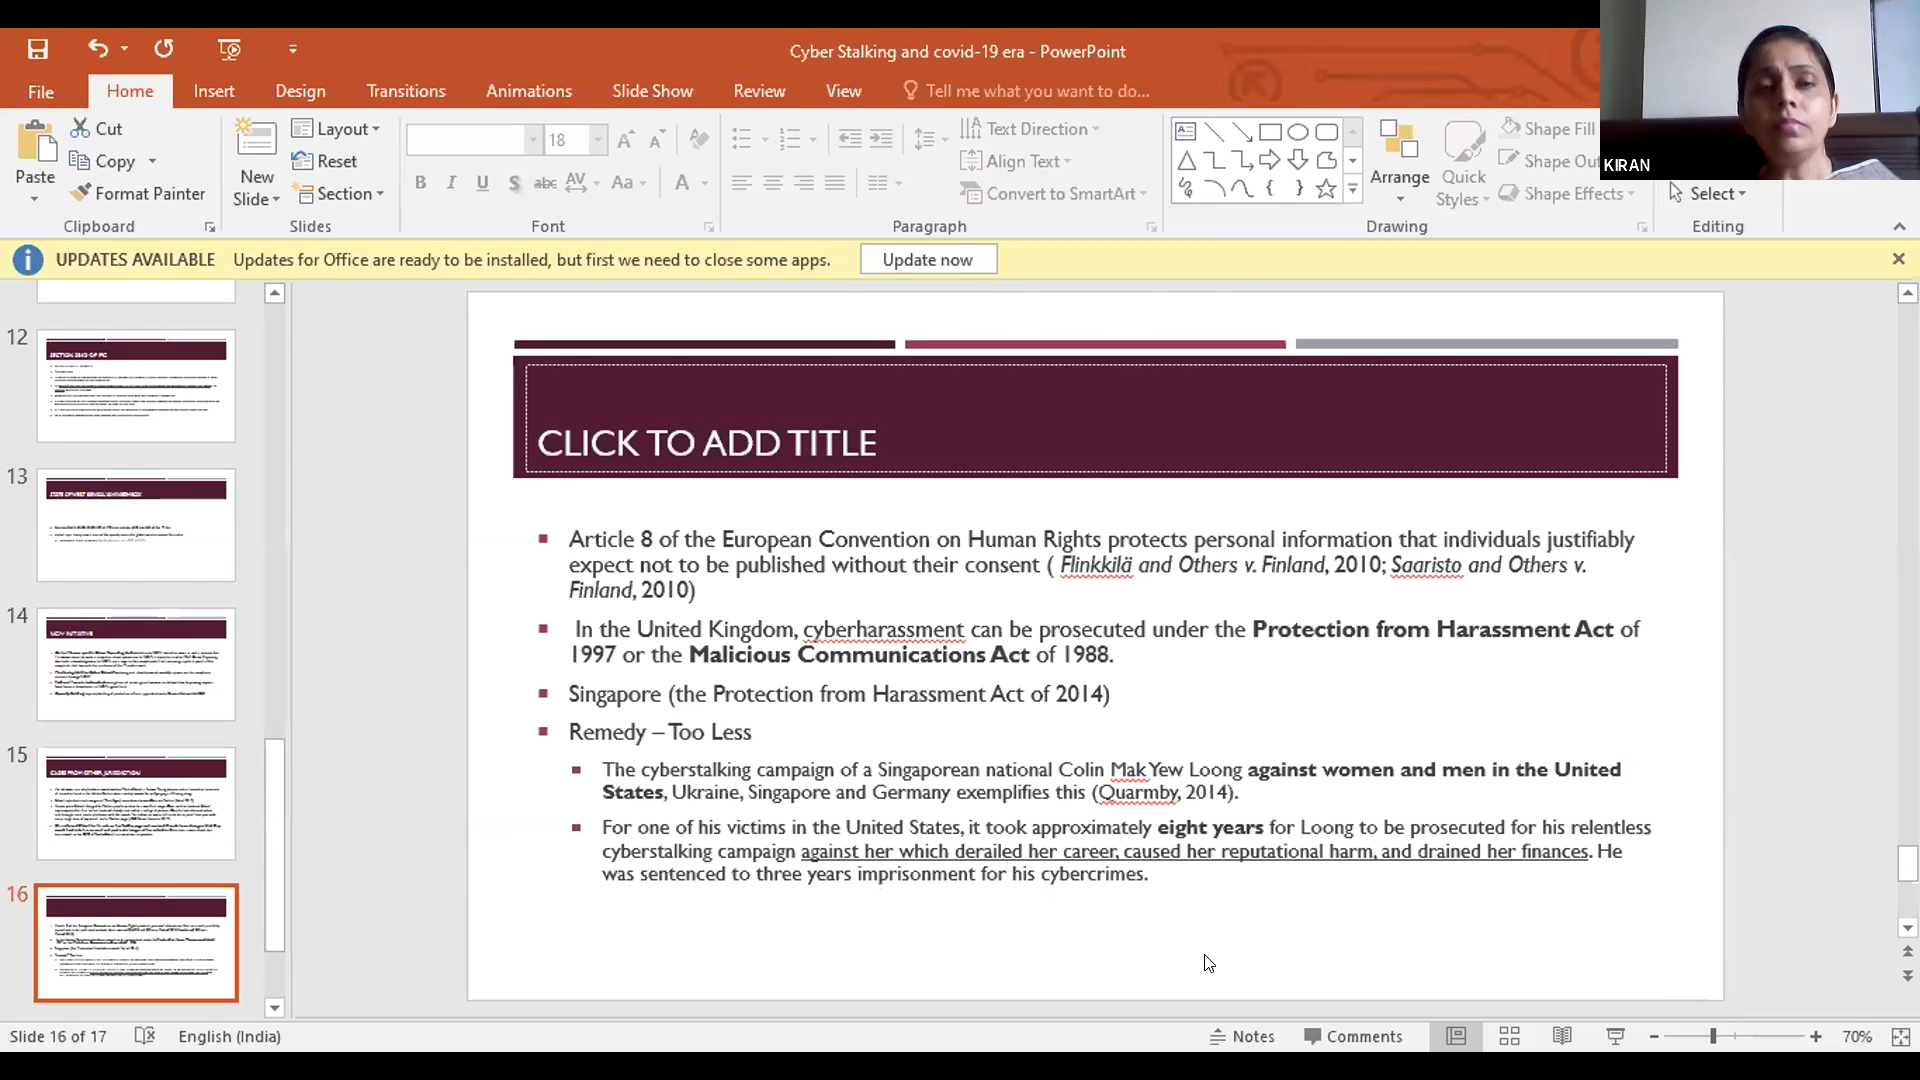 Cyber Stalking and covid-19 era - PowerPoint
File
Home
Insert
Design
Transitions
Animations
Slide Show
Review
View
Tell me what you want to do...
KIRAN
Paste
Cut
Copy
Format Painter
Clipboard
New
Slide
Layout
Reset
Section
Slides
18
B I U S abc AV Aa A
Font
Text Direction
Align Text
Convert to SmartArt
Paragraph
Arrange
Quick
Styles
Shape Fill
Shape Ou
Shape Effects
Drawing
Select
Editing
UPDATES AVAILABLE Updates for Office are ready to be installed, but first we need to close some apps. Update now
12
13
14
15
CASES FROM OTHER JURISDICTION
16
CLICK TO ADD TITLE
Article 8 of the European Convention on Human Rights protects personal information that individuals justifiably
expect not to be published without their consent ( Flinkkilä and Others v. Finland, 2010; Saaristo and Others v.
Finland, 2010)
In the United Kingdom, cyberharassment can be prosecuted under the Protection from Harassment Act of
1997 or the Malicious Communications Act of 1988.
Singapore (the Protection from Harassment Act of 2014)
Remedy – Too Less
The cyberstalking campaign of a Singaporean national Colin Mak Yew Loong against women and men in the United
States, Ukraine, Singapore and Germany exemplifies this (Quarmby, 2014).
For one of his victims in the United States, it took approximately eight years for Loong to be prosecuted for his relentless
cyberstalking campaign against her which derailed her career, caused her reputational harm, and drained her finances. He
was sentenced to three years imprisonment for his cybercrimes.
Slide 16 of 17
English (India)
Notes
Comments
70%